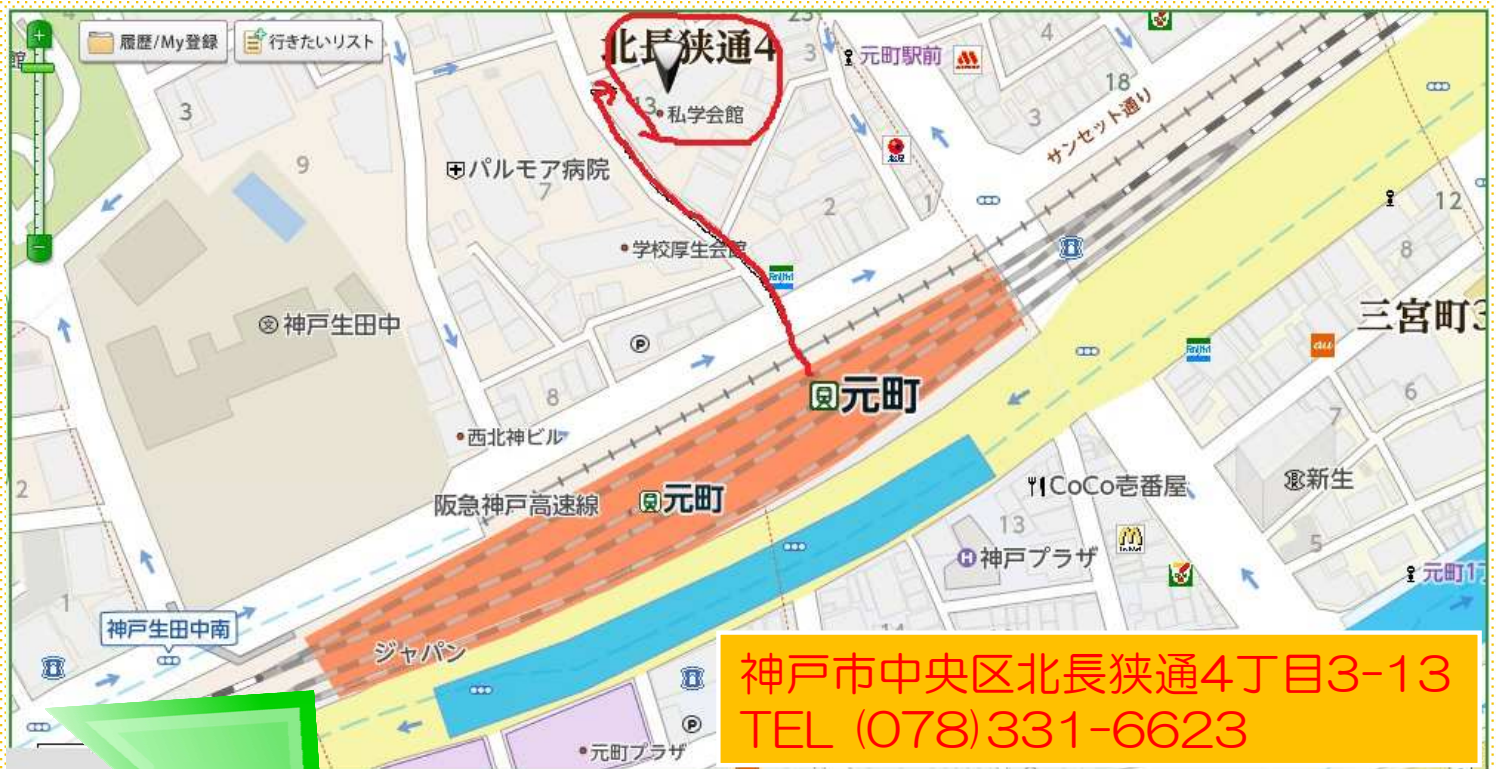 履歴/My登録
行きたいリスト
北長狭通4
23
4
3
元町駅前
18
3
13
私学会館
3
サンセット通り
9
パルモア病院
7
2
1
12
学校厚生会館
8
神戸生田中
三宮町3
au
P
元町
8
6
7
西北神ビル
2
阪急神戸高速線
元町
CoCo壱番屋
新生
13
神戸プラザ
5
元町1
1
神戸生田中南
ジャパン
14
P
元町プラザ
神戸市中央区北長狭通4丁目3-13
TEL (078)331-6623